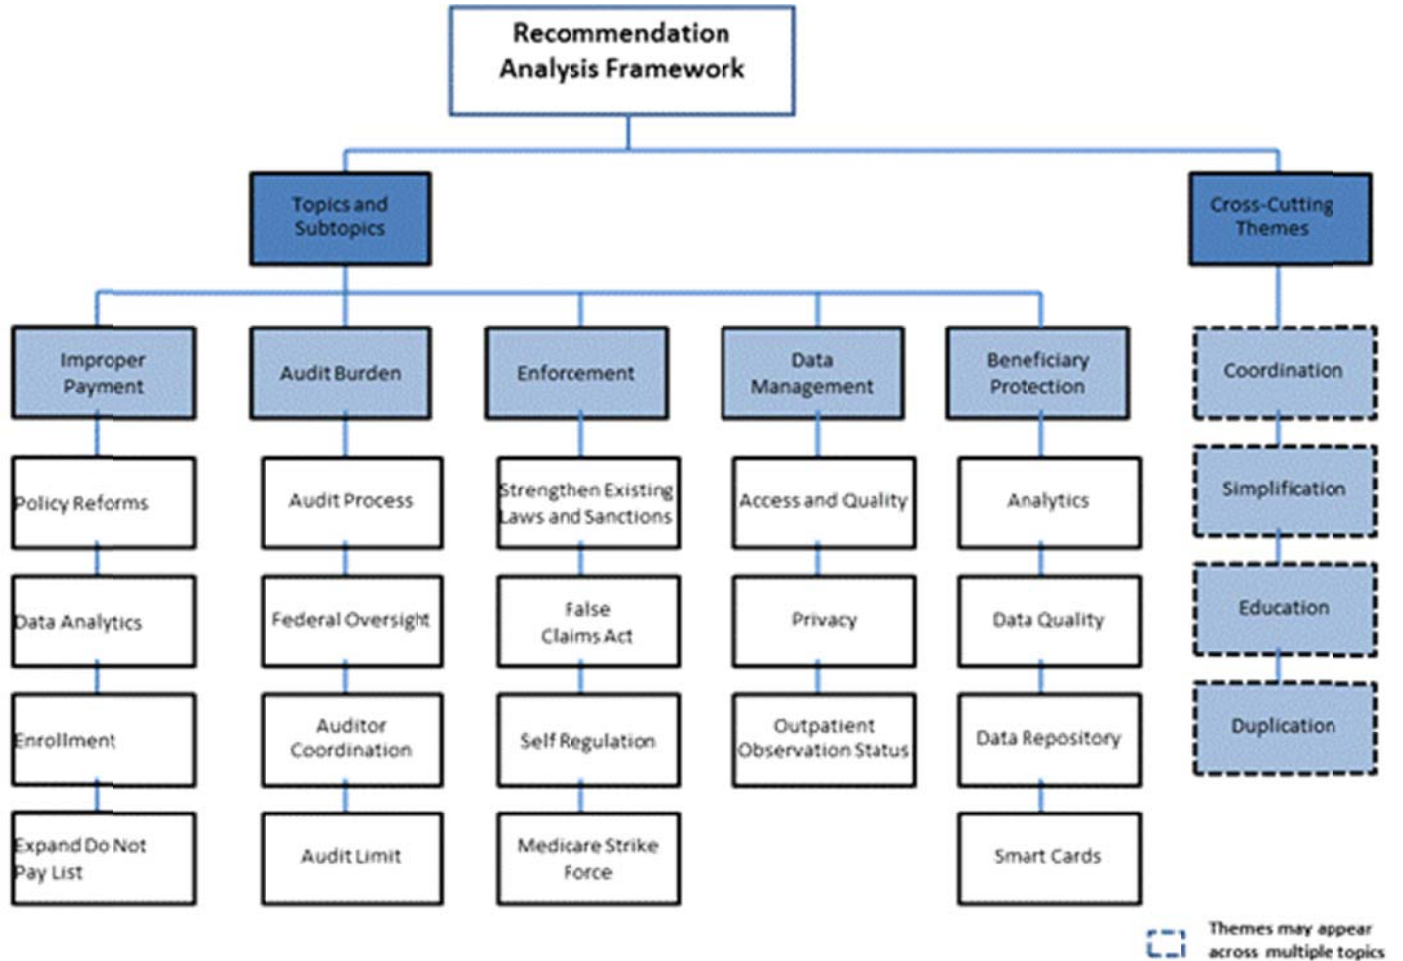 Recommendation
Analysis Framework
Topics and
Subtopics
Cross-Cutting
Themes
Improper
Payment
Audit Burden
Enforcement
Data
Management
Beneficiary
Protection
Coordination
Policy Reforms
Audit Process
Strengthen Existing
Laws and Sanctions
Access and Quality
Analytics
Simplification
Data Analytics
Federal Oversight
False
Claims Act
Privacy
Data Quality
Education
Enrollment
Auditor
Coordination
Self Regulation
Outpatient
Observation Status
Data Repository
Duplication
Expand Do Not
Pay List
Audit Limit
Medicare Strike
Force
Smart Cards
Themes may appear
across multiple topics